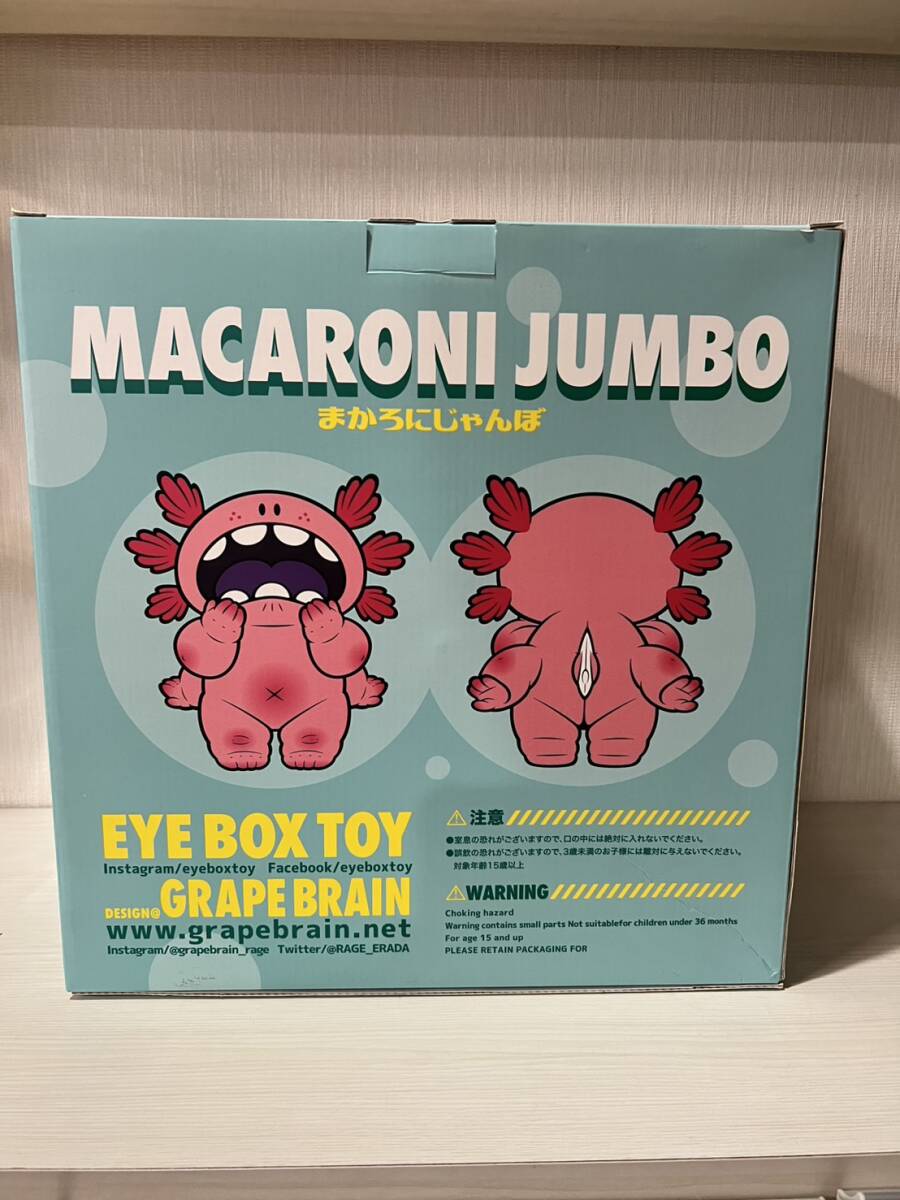 MACARONI JUMBO
まかろにじゃんぼ
EYE BOX TOY
Instagram/eyeboxtoy Facebook/eyeboxtoy
DESIGN@ GRAPE BRAIN
www.grapebrain.net
Instagram/@grapebrain_rage Twitter/@RAGE_ERADA
⚠注意
●窒息の恐れがございますので、口の中には絶対に入れないでください。
●誤飲の恐れがございますので、3歳未満のお子様には絶対に与えないでください。
対象年齢15歳以上
⚠WARNING
Choking hazard
Warning contains small parts Not suitablefor children under 36 months
For age 15 and up
PLEASE RETAIN PACKAGING FOR